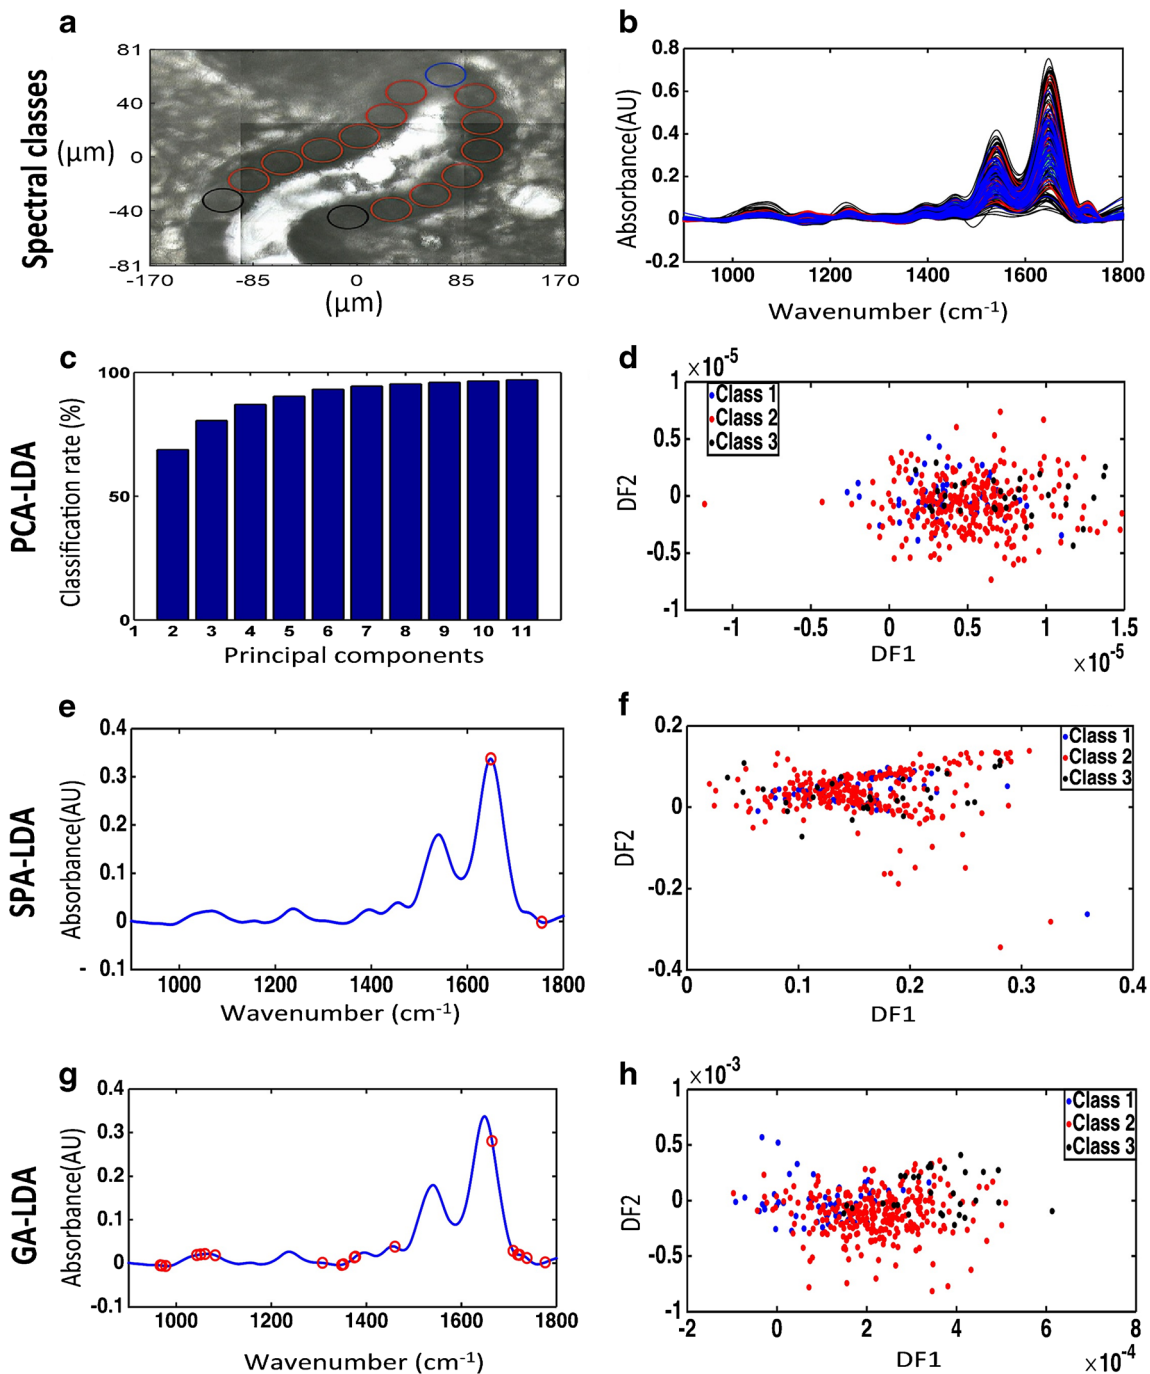 a
Spectral classes
(μm)
81
40
0
-40
-81
-170 -85 0 85 170
(μm)
b
Absorbance(AU)
0.8
0.6
0.4
0.2
0
-0.2
1000 1200 1400 1600 1800
Wavenumber (cm-1)
c
PCA-LDA
Classification rate (%)
100
50
0
1 2 3 4 5 6 7 8 9 10 11
Principal components
d
×10-5
DF2
1
0.5
0
-0.5
-1
Class 1
Class 2
Class 3
-1 -0.5 0 0.5 1 1.5
DF1
×10-5
e
SPA-LDA
Absorbance(AU)
0.4
0.3
0.2
0.1
0
- 0.1
1000 1200 1400 1600 1800
Wavenumber (cm-1)
f
DF2
0.2
0
-0.2
-0.4
Class 1
Class 2
Class 3
0 0.1 0.2 0.3 0.4
DF1
g
GA-LDA
Absorbance(AU)
0.4
0.3
0.2
0.1
0
-0.1
1000 1200 1400 1600 1800
Wavenumber (cm-1)
h
×10-3
DF2
1
0.5
0
-0.5
-1
Class 1
Class 2
Class 3
-2 0 2 4 6 8
DF1
×10-4